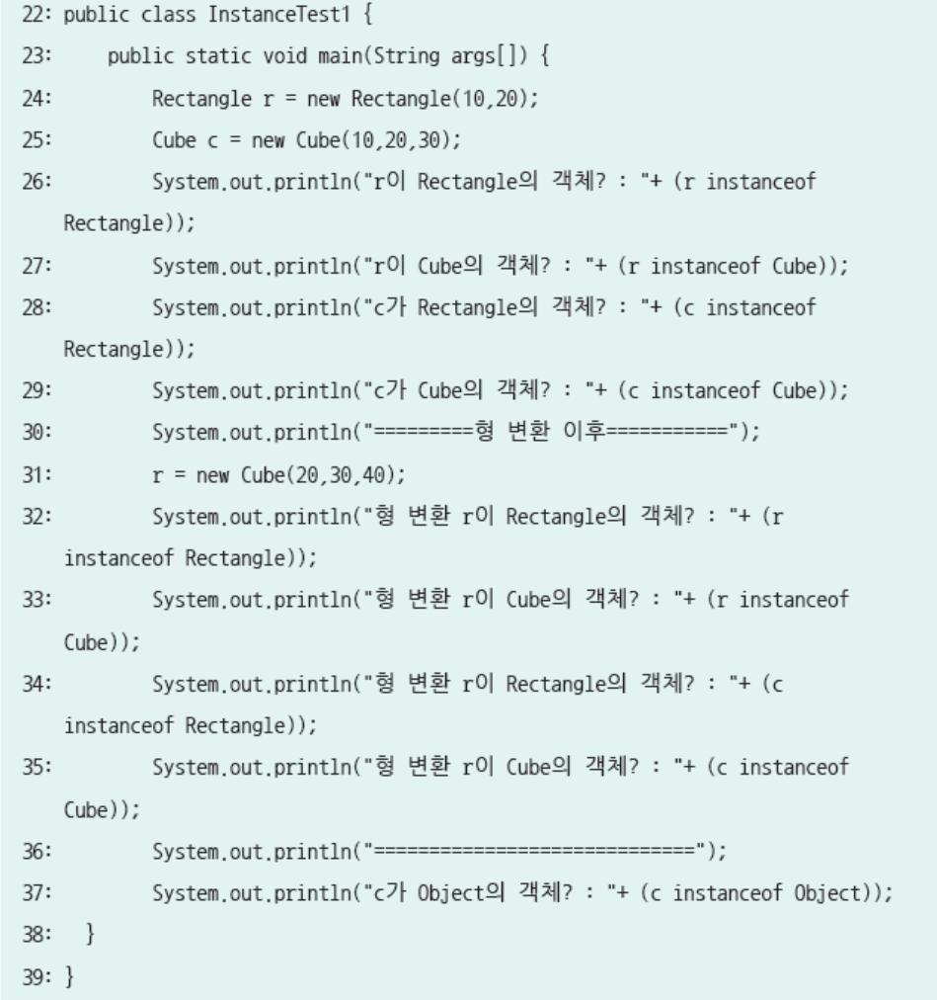 22: public class InstanceTest1 {
23: public static void main(String args[]) {
24: Rectangle r = new Rectangle(10,20);
25: Cube c = new Cube(10,20,30);
26: System.out.println("r이 Rectangle의 객체? : "+ (r instanceof
Rectangle));
27: System.out.println("r이 Cube의 객체? : "+ (r instanceof Cube));
28: System.out.println("c가 Rectangle의 객체? : "+ (c instanceof
Rectangle));
29: System.out.println("c가 Cube의 객체? : "+ (c instanceof Cube));
30: System.out.println("=========형 변환 이후===========");
31: r = new Cube(20,30,40);
32: System.out.println("형 변환 r이 Rectangle의 객체? : "+ (r
instanceof Rectangle));
33: System.out.println("형 변환 r이 Cube의 객체? : "+ (r instanceof
Cube));
34: System.out.println("형 변환 r이 Rectangle의 객체? : "+ (c
instanceof Rectangle));
35: System.out.println("형 변환 r이 Cube의 객체? : "+ (c instanceof
Cube));
36: System.out.println("=============================");
37: System.out.println("c가 Object의 객체? : "+ (c instanceof Object));
38: }
39: }